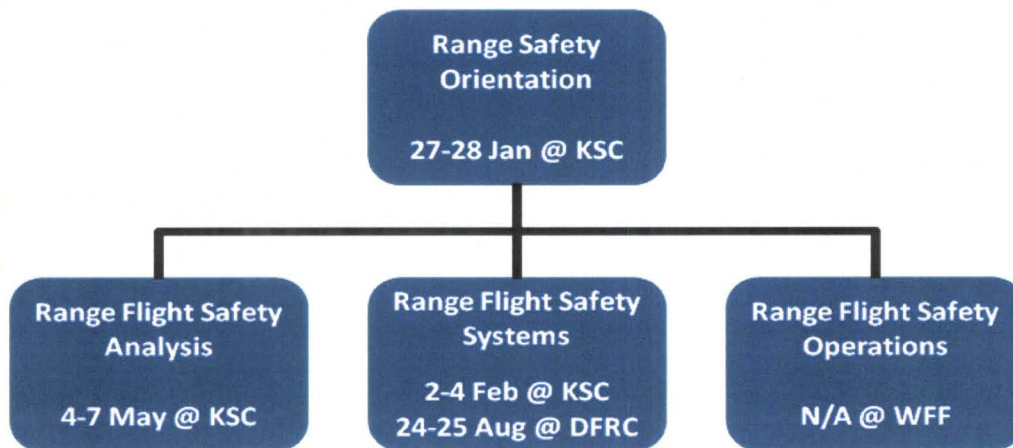 Range Safety
Orientation
27-28 Jan @ KSC
Range Flight Safety
Analysis
4-7 May @ KSC
Range Flight Safety
Systems
2-4 Feb @ KSC
24-25 Aug @ DFRC
Range Flight Safety
Operations
N/A @ WFF